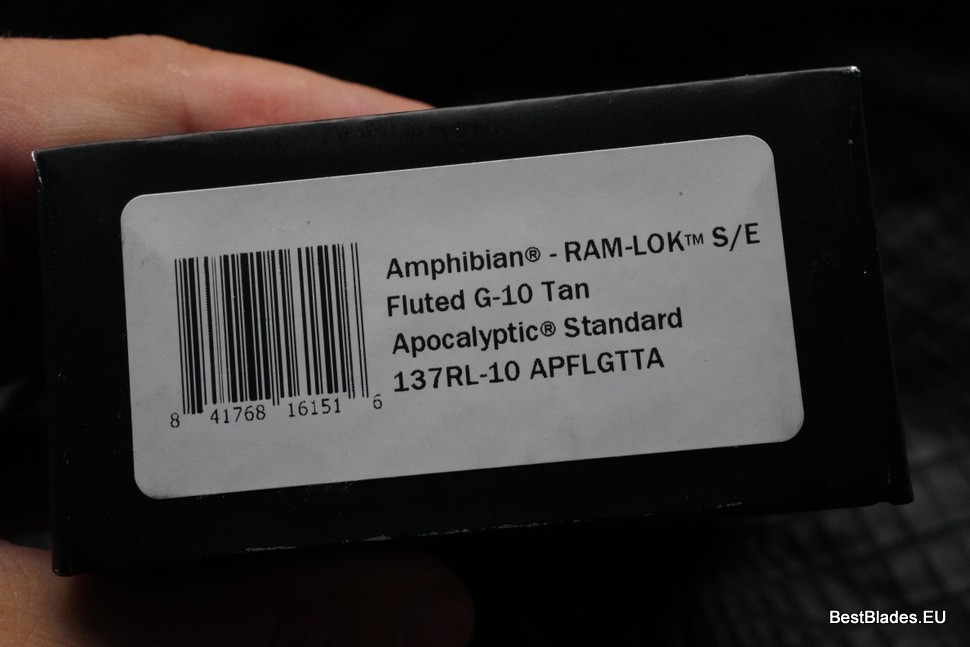 Amphibian® - RAM-LOK™ S/E
Fluted G-10 Tan
Apocalyptic® Standard
137RL-10 APFLGTTA
8 41768 16151 6
BestBlades.EU